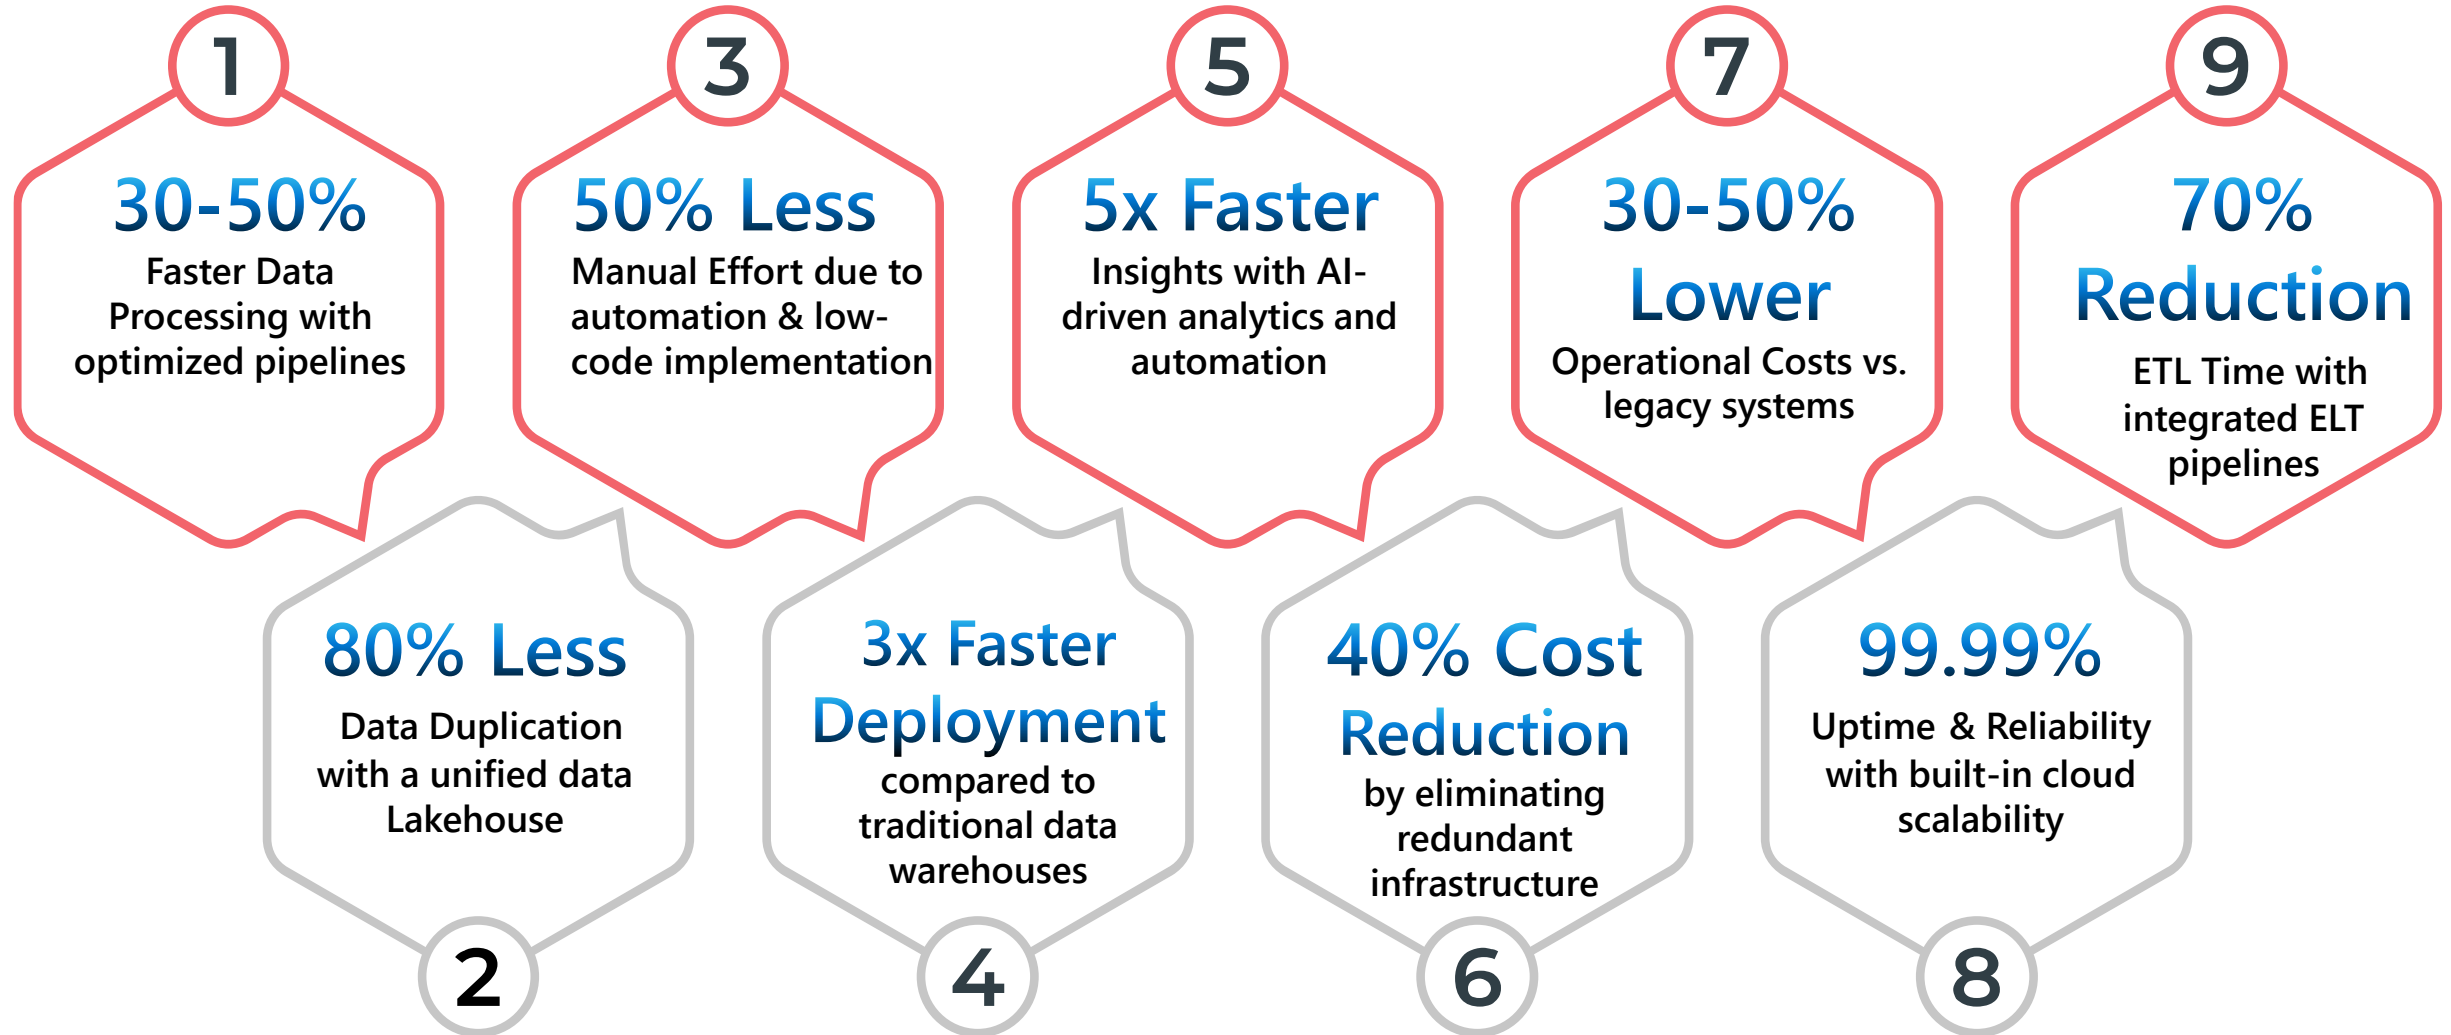 1
30-50%
Faster Data
Processing with
optimized pipelines
2
80% Less
Data Duplication
with a unified data
Lakehouse
3
50% Less
Manual Effort due to
automation & low-
code implementation
4
3x Faster
Deployment
compared to
traditional data
warehouses
5
5x Faster
Insights with AI-
driven analytics and
automation
6
40% Cost
Reduction
by eliminating
redundant
infrastructure
7
30-50%
Lower
Operational Costs vs.
legacy systems
8
99.99%
Uptime & Reliability
with built-in cloud
scalability
9
70%
Reduction
ETL Time with
integrated ELT
pipelines